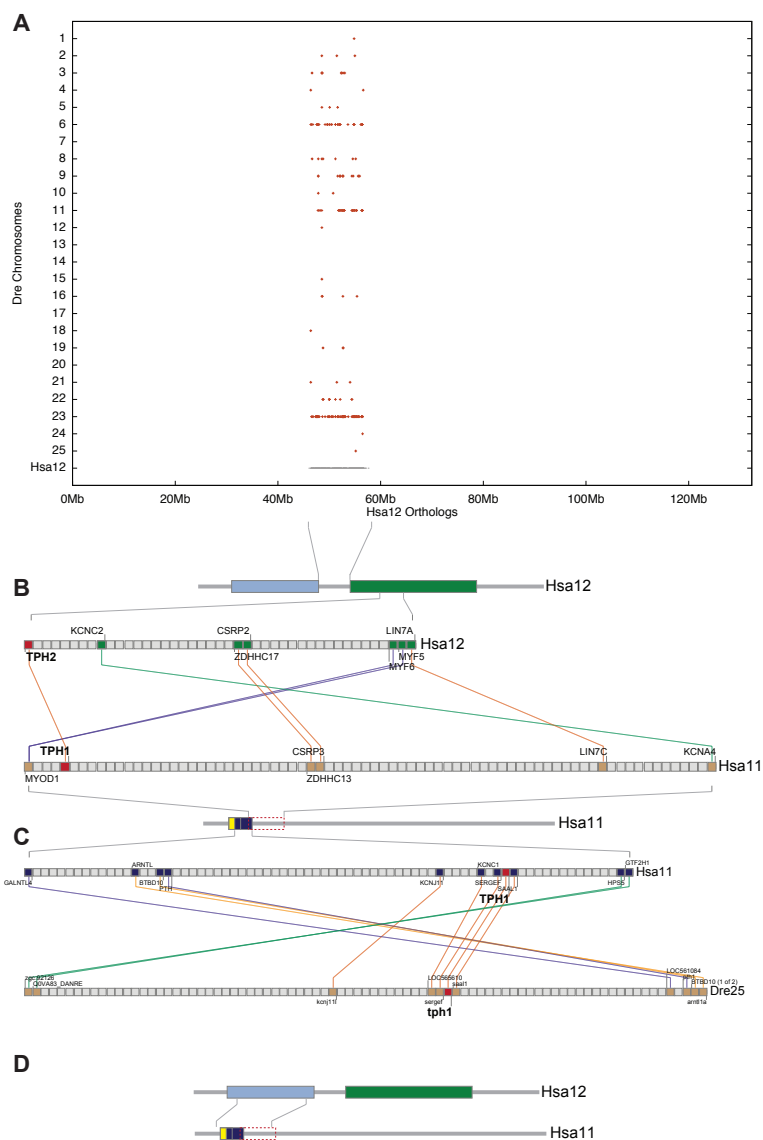 A
1
2
3
4
5
6
8
9
10
11
12
15
16
18
19
20
21
22
23
24
25
Hsa12
Dre Chromosomes
0Mb 20Mb 40Mb 60Mb 80Mb 100Mb 120Mb
Hsa12 Orthologs
B
Hsa12
KCNC2 CSRP2 LIN7A
Hsa12
TPH2 ZDHHC17 MYF5
MYF6
TPH1 CSRP3 LIN7C KCNA4
Hsa11
MYOD1 ZDHHC13
Hsa11
C
ARNTL KCNC1 GTF2H1
Hsa11
GALNTL4 BTBD10 KCNJ11 SERGEF SAAL1 HPS5
PTH
TPH1
LOC561084
LOC565610
Q0VA83_DANRE saal1 BTBD10 (1 of 2)
Dre25
kcnj11l sergef arntl1a
tph1
D
Hsa12
Hsa11